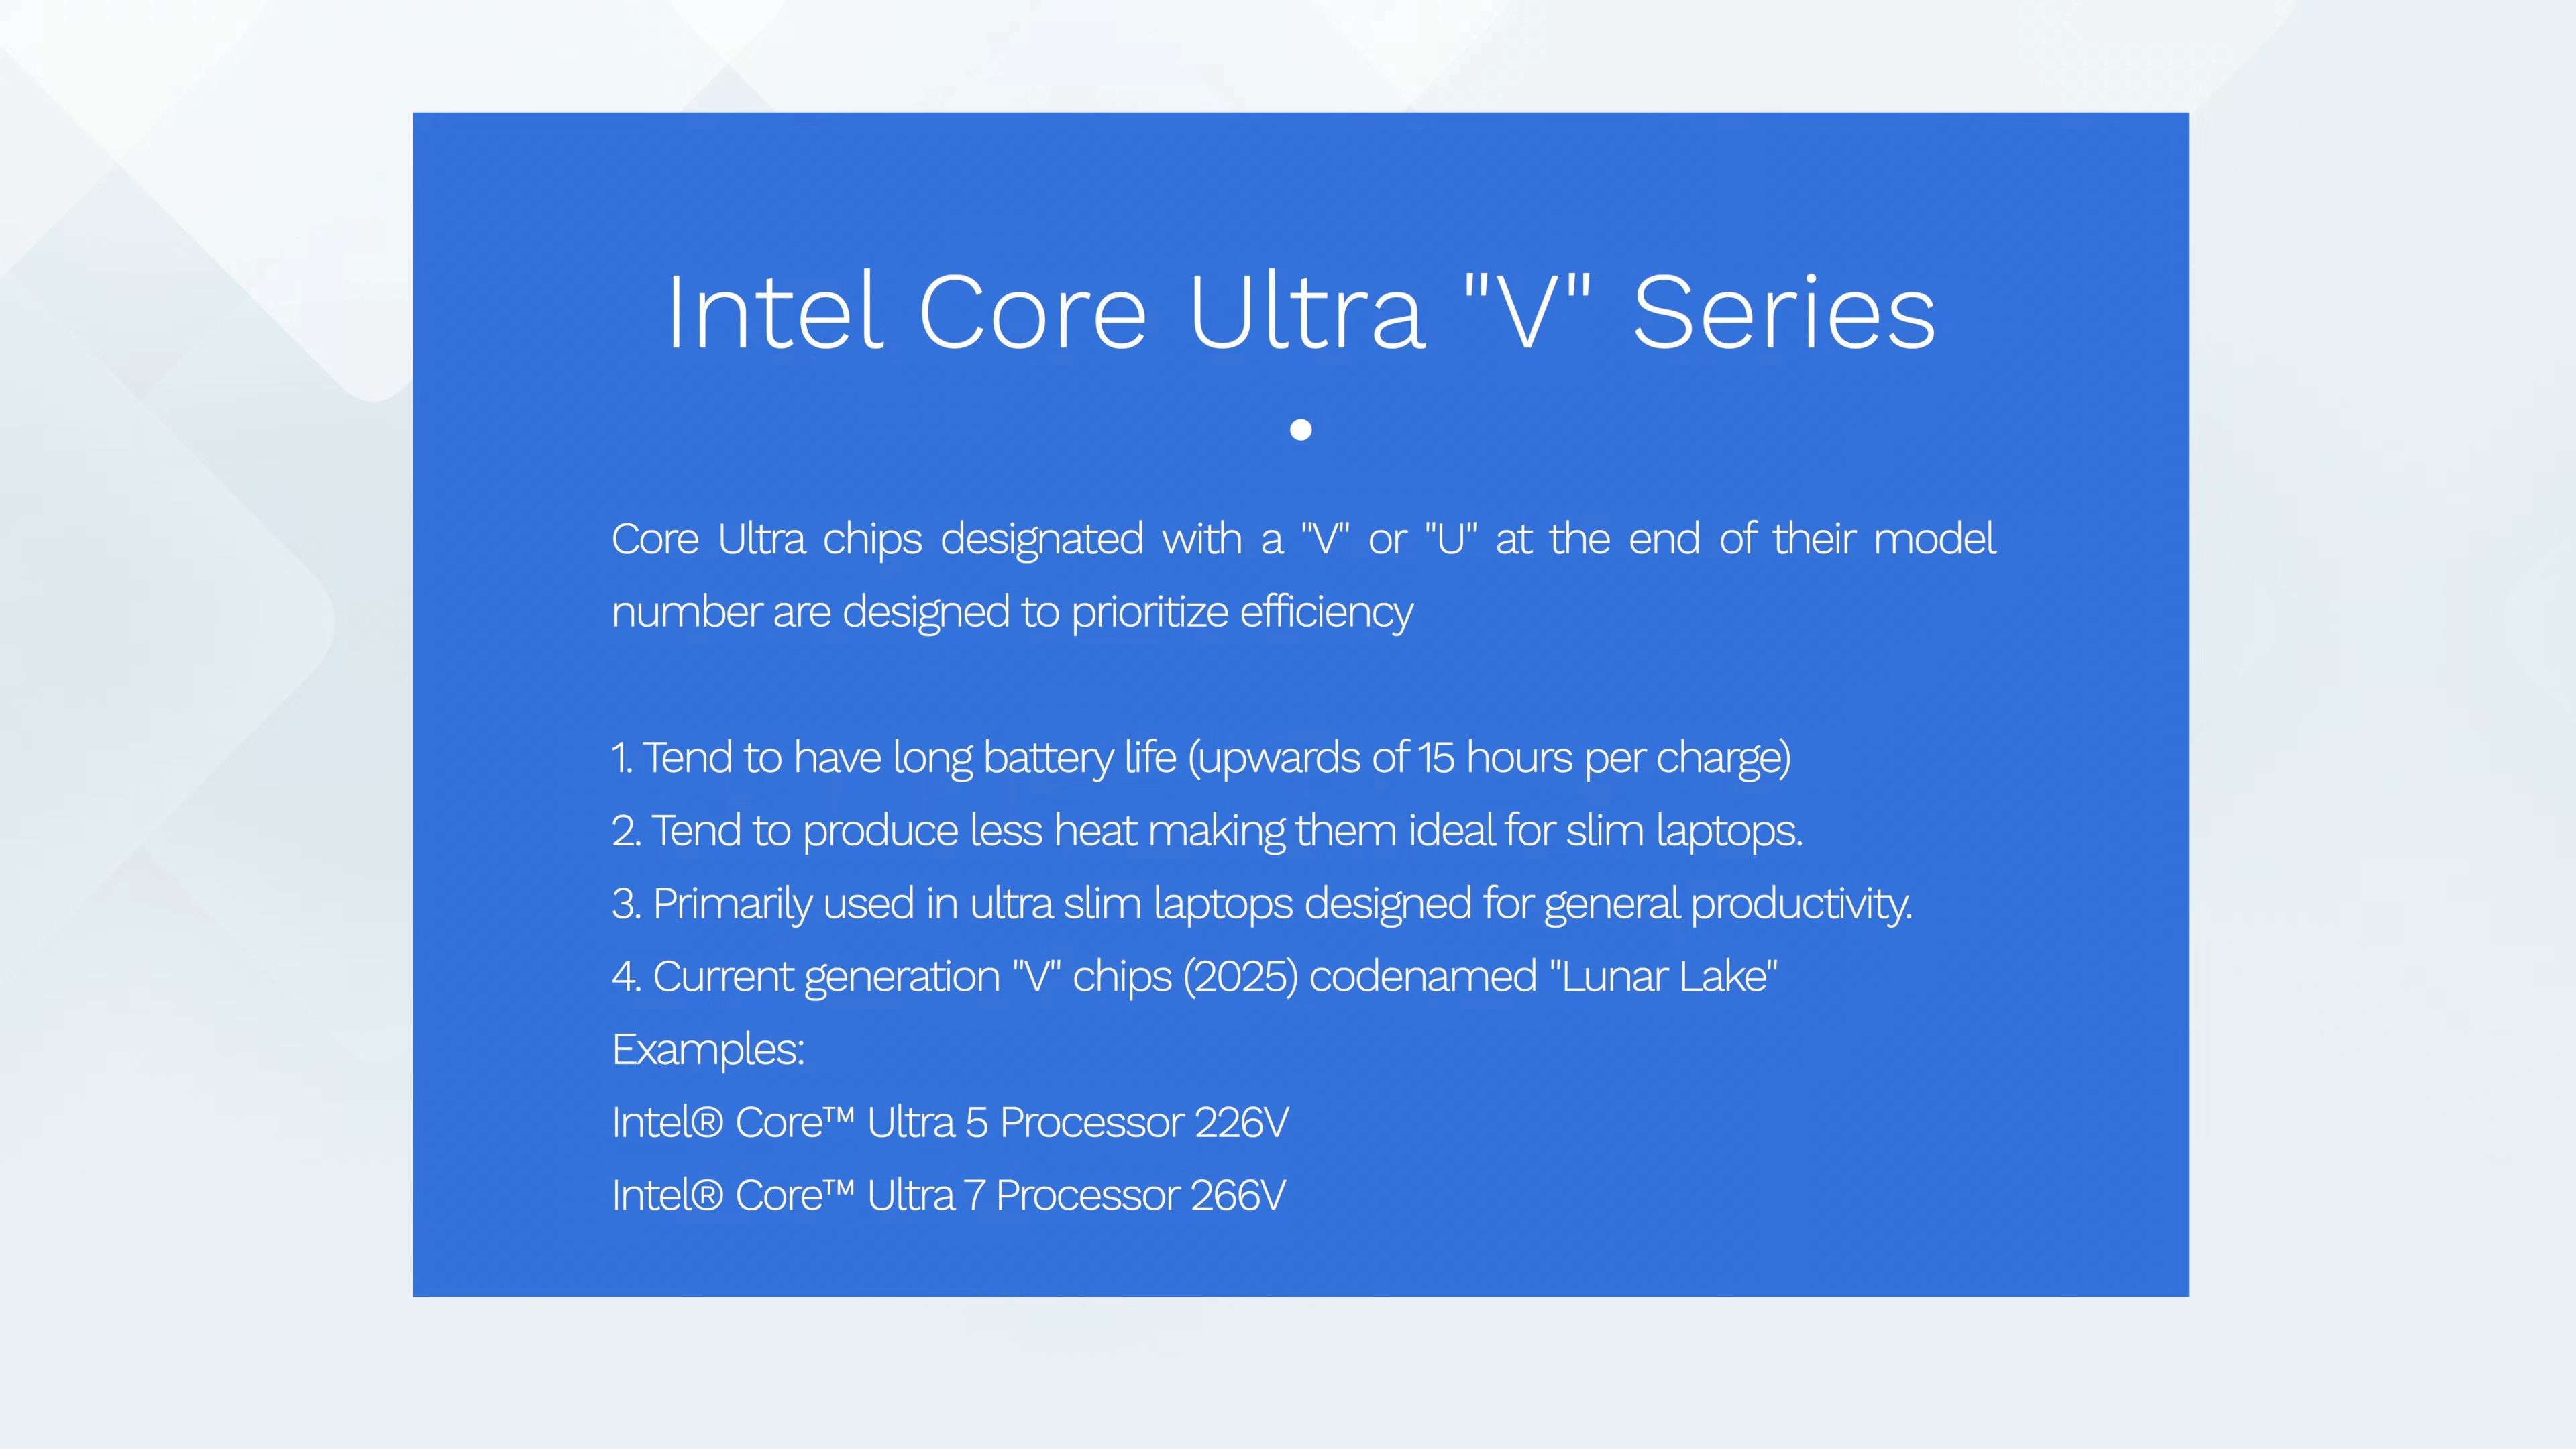 Intel Core Ultra "V" Series
Core Ultra chips designated with a "V" or "U" at the end of their model
number are designed to prioritize efficiency
1. Tend to have long battery life (upwards of 15 hours per charge)
2. Tend to produce less heat making them ideal for slim laptops.
3. Primarily used in ultra slim laptops designed for general productivity.
4. Current generation "V" chips (2025) codenamed "Lunar Lake"
Examples:
Intel® Core™ Ultra 5 Processor 226V
Intel® Core™ Ultra 7 Processor 266V